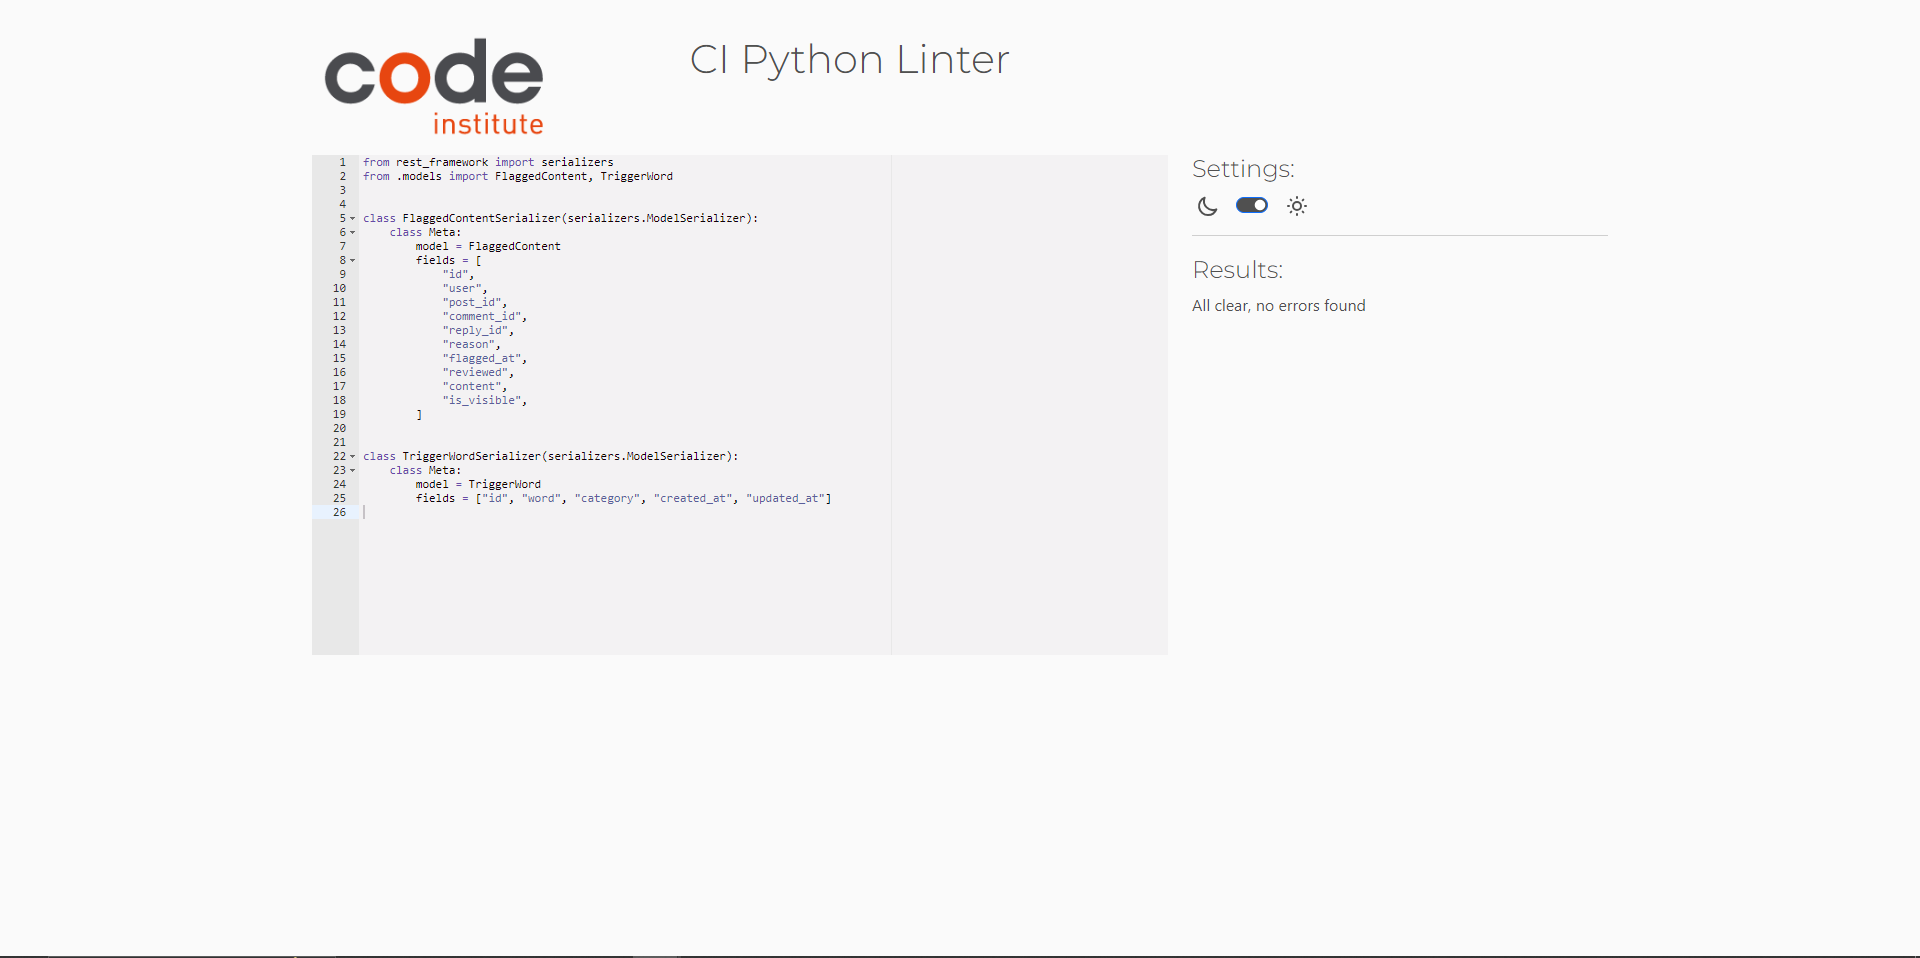 code
institute
CI Python Linter
1 from rest_framework import serializers
2 from .models import FlaggedContent, TriggerWord
3
4
5 class FlaggedContentSerializer(serializers.ModelSerializer):
6     class Meta:
7         model = FlaggedContent
8         fields = [
9             "id",
10             "user",
11             "post_id",
12             "comment_id",
13             "reply_id",
14             "reason",
15             "flagged_at",
16             "reviewed",
17             "content",
18             "is_visible",
19         ]
20
21
22 class TriggerWordSerializer(serializers.ModelSerializer):
23     class Meta:
24         model = TriggerWord
25         fields = ["id", "word", "category", "created_at", "updated_at"]
26
Settings:
Results:
All clear, no errors found